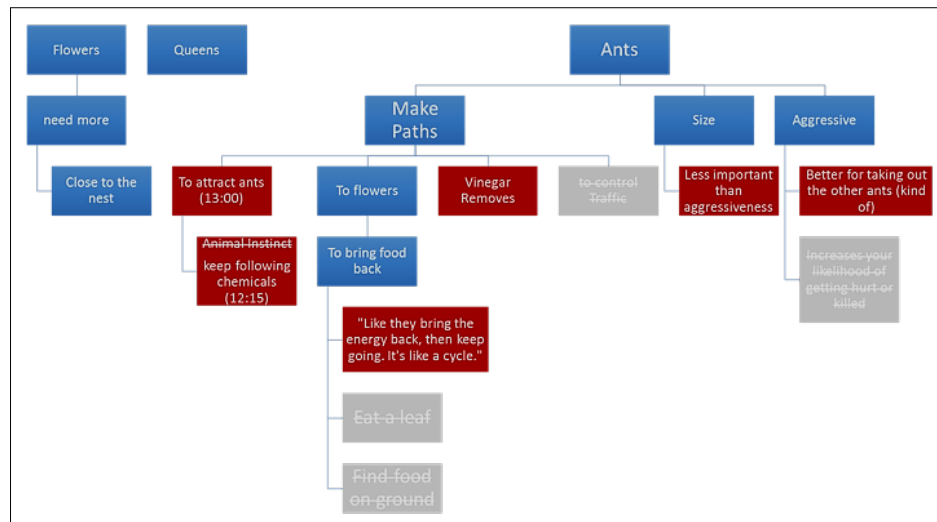 Flowers
Queens
Ants
need more
Make
Paths
Size
Aggressive
Close to the
nest
To attract ants
(13:00)
To flowers
Vinegar
Removes
to control
Traffic
Less important
than
aggressiveness
Better for taking out
the other ants (kind
of)
Animal Instinct
keep following
chemicals
(12:15)
To bring food
back
Increases your
likelihood of
getting hurt or
killed
"Like they bring the
energy back, then keep
going. It's like a cycle."
Eat a leaf
Find food
on ground